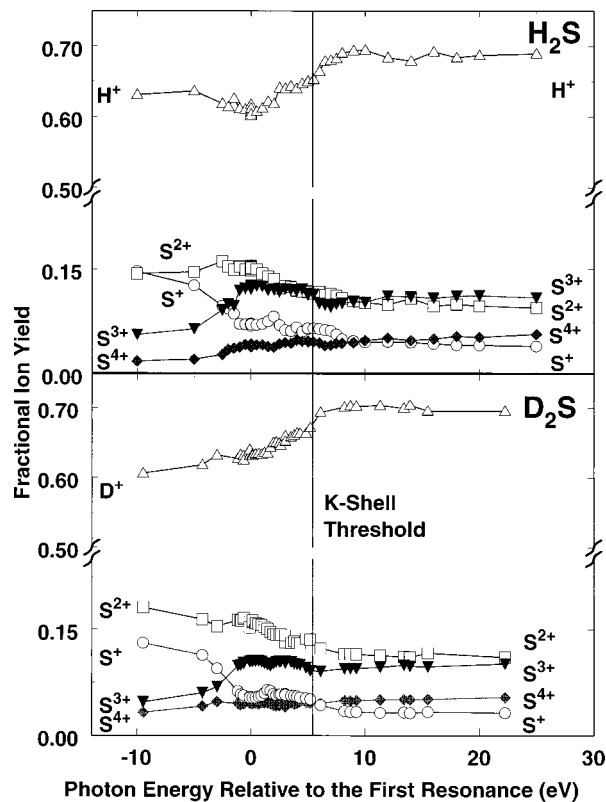 H₂S
0.70
H⁺
H⁺
0.60
0.50
S²⁺
0.15
S⁺
S³⁺
S²⁺
S³⁺
S⁴⁺
S⁴⁺
S⁺
0.00
Fractional Ion Yield
D₂S
0.70
0.60
D⁺
K-Shell
Threshold
0.50
S²⁺
S²⁺
0.15
S⁺
S³⁺
S³⁺
S⁴⁺
S⁴⁺
S⁺
0.00
-10 0 10 20 30
Photon Energy Relative to the First Resonance (eV)